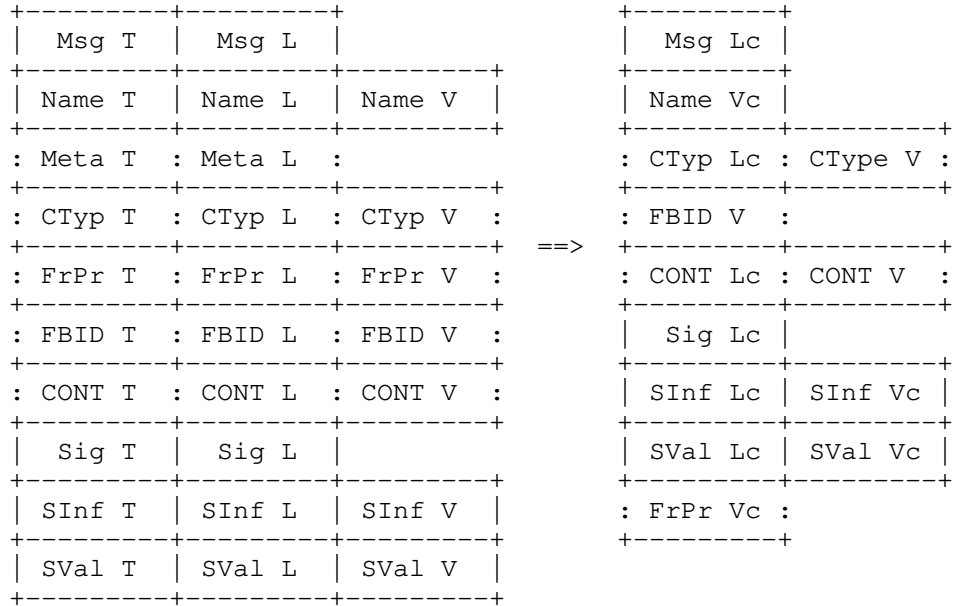 +---------+---------+                  +---------+
|  Msg T  |  Msg L  |                  |  Msg Lc |
+---------+---------+---------+        +---------+
| Name T  | Name L  | Name V  |        | Name Vc |
+---------+---------+---------+        +---------+---------+
: Meta T  : Meta L  :                  : CTyp Lc : CType V :
+---------+---------+---------+        +---------+---------+
: CTyp T  : CTyp L  : CTyp V  :        : FBID V  :
+---------+---------+---------+  ==>   +---------+---------+
: FrPr T  : FrPr L  : FrPr V  :        : CONT Lc : CONT V  :
+---------+---------+---------+        +---------+---------+
: FBID T  : FBID L  : FBID V  :        |  Sig Lc |
+---------+---------+---------+        +---------+---------+
: CONT T  : CONT L  : CONT V  :        | SInf Lc | SInf Vc |
+---------+---------+---------+        +---------+---------+
|  Sig T  |  Sig L  |                  | SVal Lc | SVal Vc |
+---------+---------+---------+        +---------+---------+
| SInf T  | SInf L  | SInf V  |        : FrPr Vc :
+---------+---------+---------+        +---------+
| SVal T  | SVal L  | SVal V  |
+---------+---------+---------+